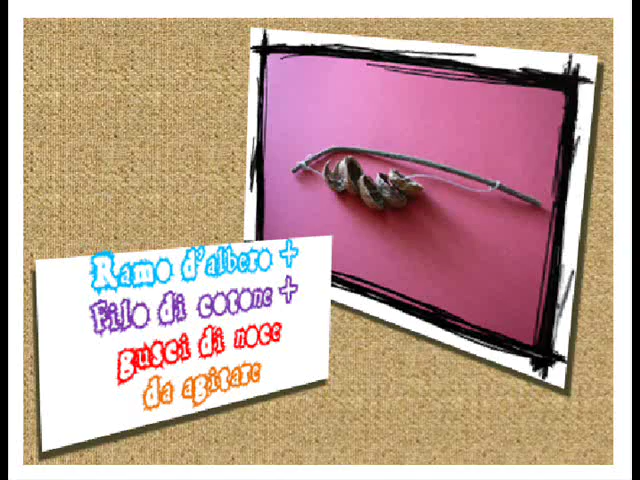 Ramo d'albero +
Filo di cotone +
gusci di noce
da agitare